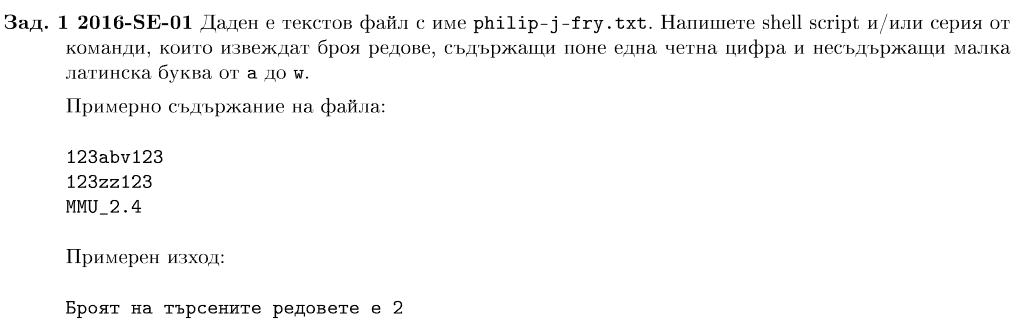 Зад. 1 2016-SE-01 Даден е текстов файл с име philip-j-fry.txt. Напишете shell script и/или серия от
команди, които извеждат броя редове, съдържащи поне една четна цифра и несъдържащи малка
латинска буква от a до w.
Примерно съдържание на файла:
123abv123
123zz123
MMU_2.4
Примерен изход:
Броят на търсените редовете е 2